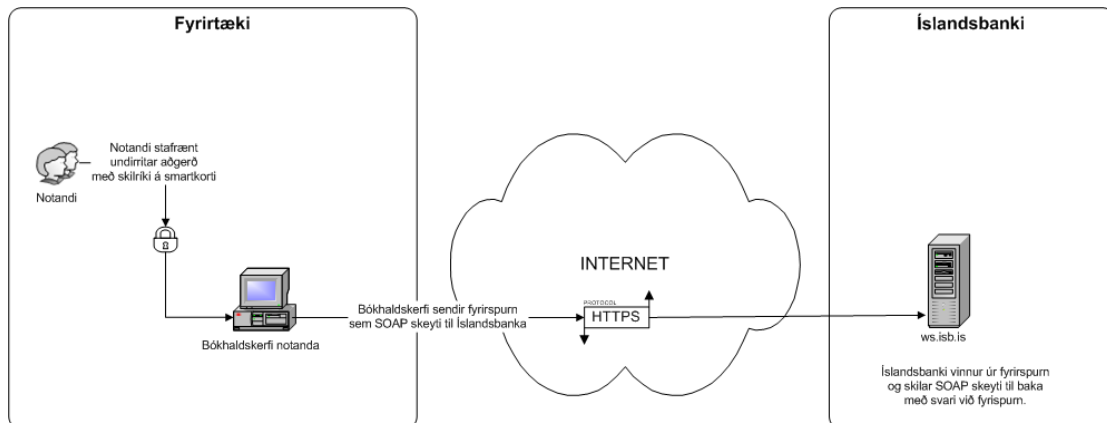 Fyrirtæki
Notandi stafrænt
undirritar aðgerð
með skilríki á smartkorti
Notandi
Bókhaldskerfi notanda
Bókhaldskerfi sendir fyrirspurn
sem SOAP skeyti til Íslandsbanka
INTERNET
PROTOCOL
HTTPS
Íslandsbanki
ws.isb.is
Íslandsbanki vinnur úr fyrirspurn
og skilar SOAP skeyti til baka
með svari við fyrispurn.